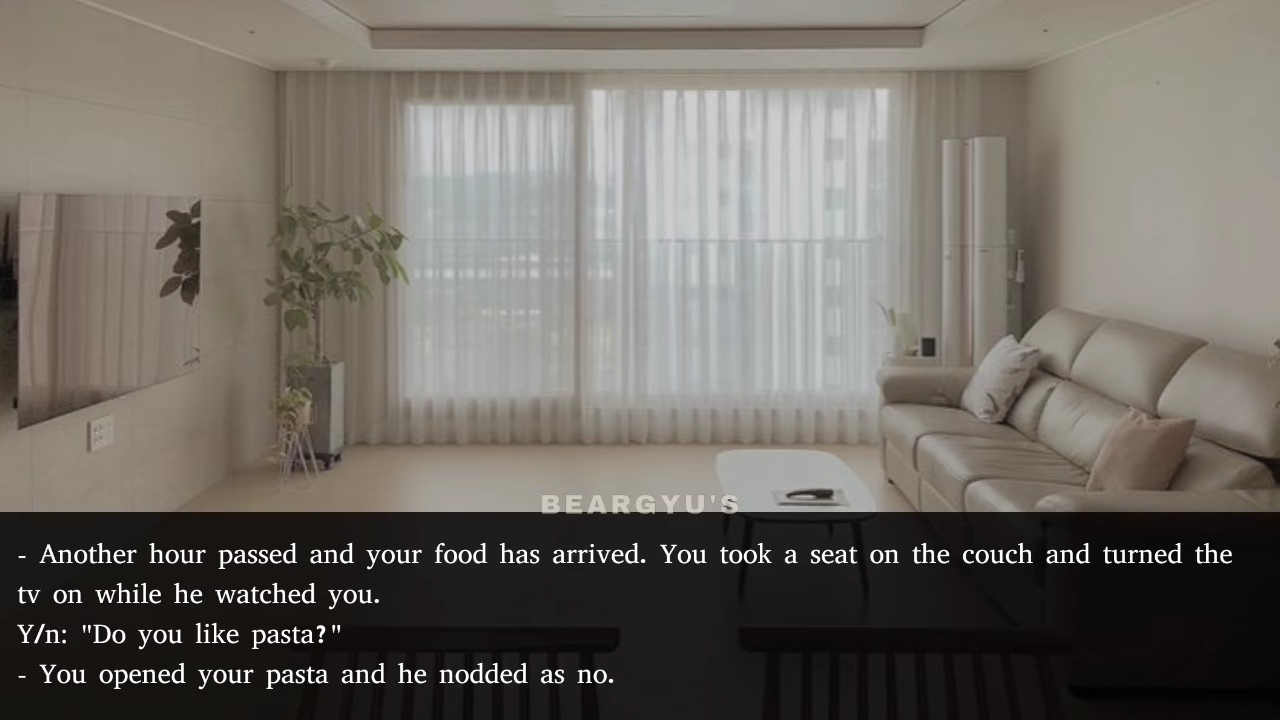 BEARGYU'S
- Another hour passed and your food has arrived. You took a seat on the couch and turned the
tv on while he watched you.
Y/n: "Do you like pasta?"
- You opened your pasta and he nodded as no.